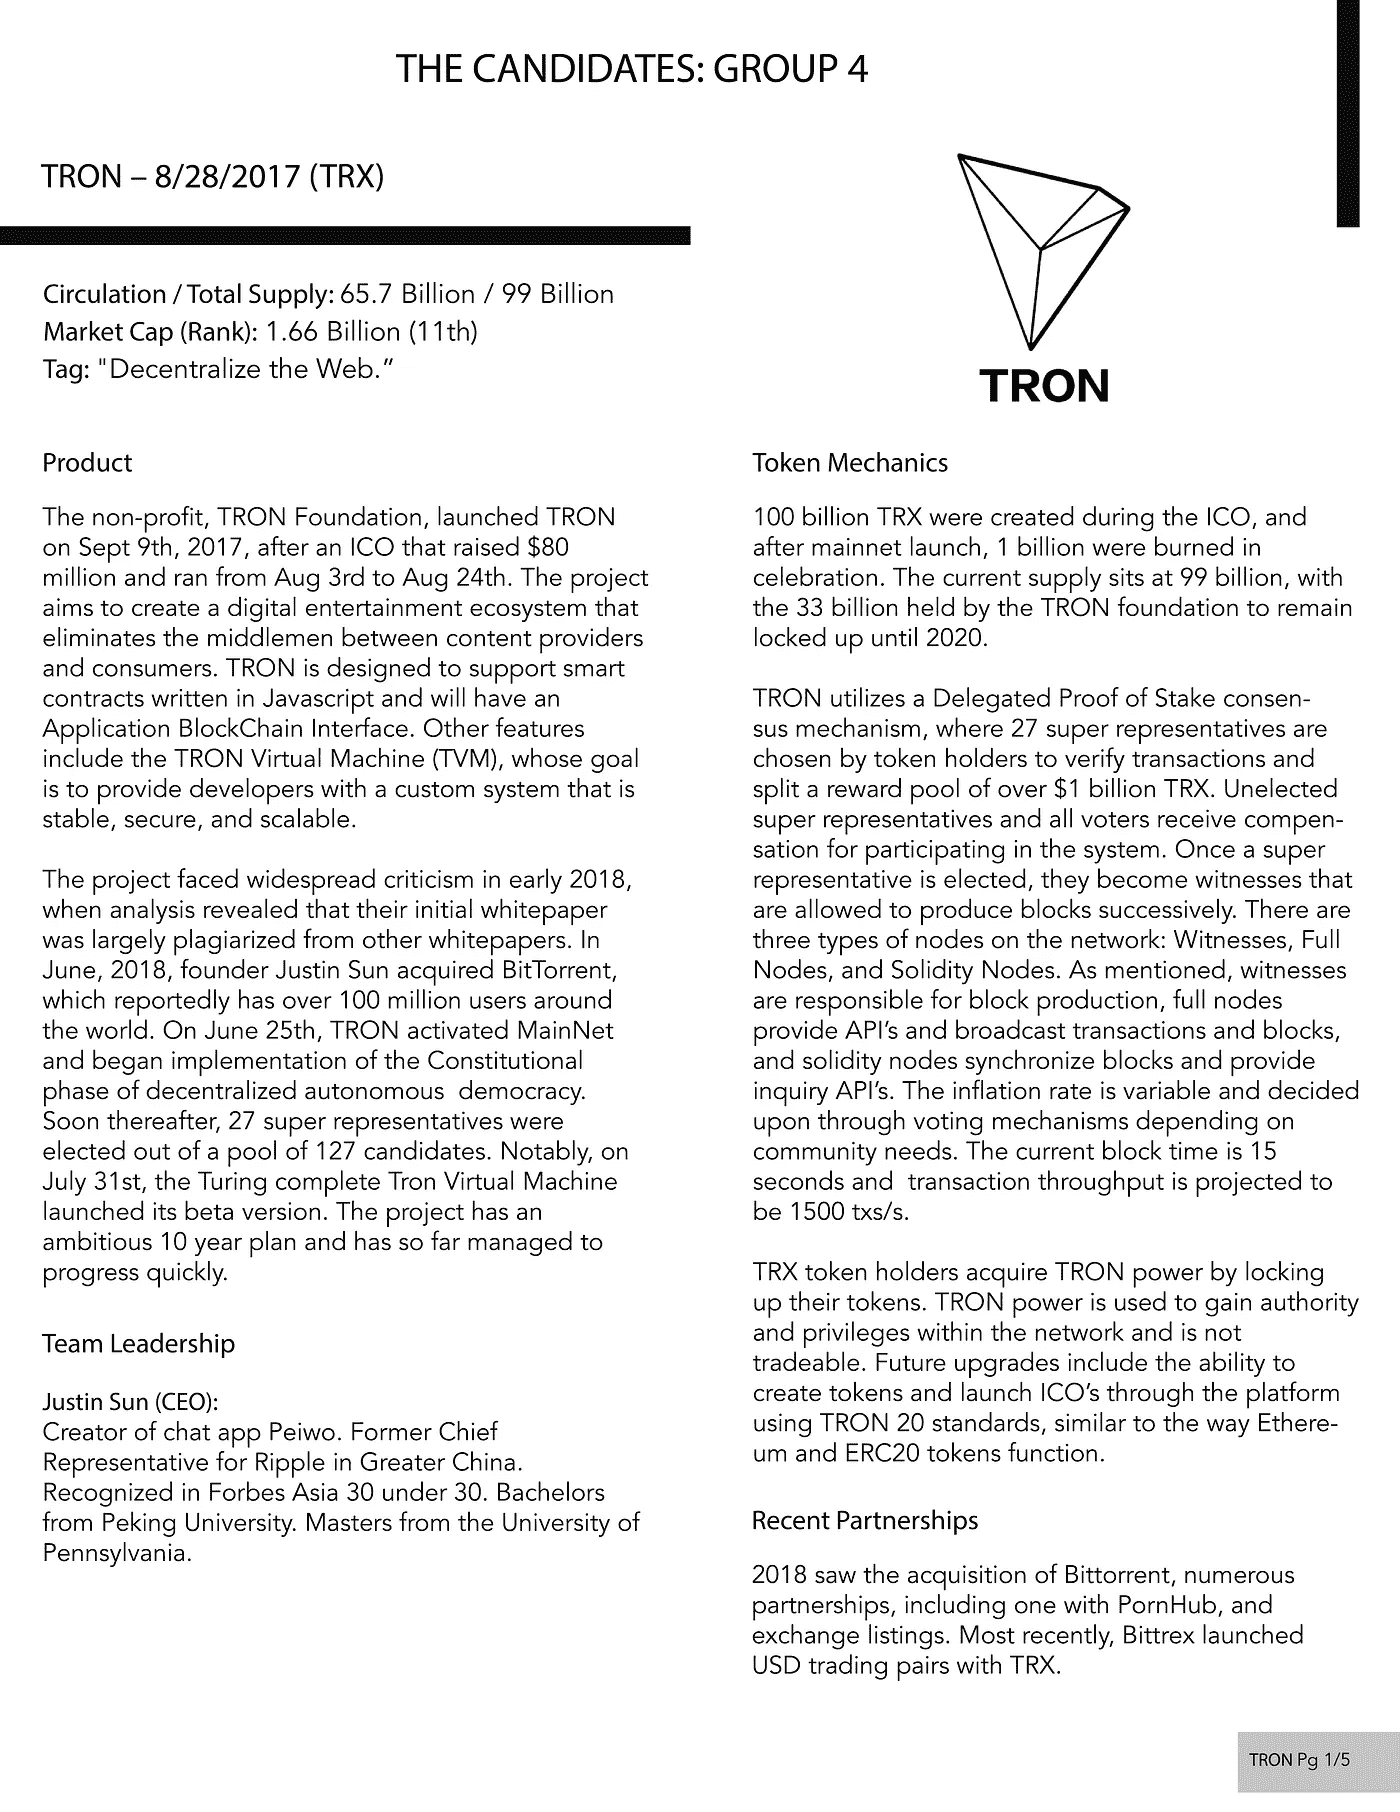 THE CANDIDATES: GROUP 4
TRON – 8/28/2017 (TRX)
Circulation / Total Supply: 65.7 Billion / 99 Billion
Market Cap (Rank): 1.66 Billion (11th)
Tag: "Decentralize the Web.”
TRON
Product
The non-profit, TRON Foundation, launched TRON
on Sept 9th, 2017, after an ICO that raised $80
million and ran from Aug 3rd to Aug 24th. The project
aims to create a digital entertainment ecosystem that
eliminates the middlemen between content providers
and consumers. TRON is designed to support smart
contracts written in Javascript and will have an
Application BlockChain Interface. Other features
include the TRON Virtual Machine (TVM), whose goal
is to provide developers with a custom system that is
stable, secure, and scalable.
The project faced widespread criticism in early 2018,
when analysis revealed that their initial whitepaper
was largely plagiarized from other whitepapers. In
June, 2018, founder Justin Sun acquired BitTorrent,
which reportedly has over 100 million users around
the world. On June 25th, TRON activated MainNet
and began implementation of the Constitutional
phase of decentralized autonomous  democracy.
Soon thereafter, 27 super representatives were
elected out of a pool of 127 candidates. Notably, on
July 31st, the Turing complete Tron Virtual Machine
launched its beta version. The project has an
ambitious 10 year plan and has so far managed to
progress quickly.
Team Leadership
Justin Sun (CEO):
Creator of chat app Peiwo. Former Chief
Representative for Ripple in Greater China.
Recognized in Forbes Asia 30 under 30. Bachelors
from Peking University. Masters from the University of
Pennsylvania.
Token Mechanics
100 billion TRX were created during the ICO, and
after mainnet launch, 1 billion were burned in
celebration. The current supply sits at 99 billion, with
the 33 billion held by the TRON foundation to remain
locked up until 2020.
TRON utilizes a Delegated Proof of Stake consen-
sus mechanism, where 27 super representatives are
chosen by token holders to verify transactions and
split a reward pool of over $1 billion TRX. Unelected
super representatives and all voters receive compen-
sation for participating in the system. Once a super
representative is elected, they become witnesses that
are allowed to produce blocks successively. There are
three types of nodes on the network: Witnesses, Full
Nodes, and Solidity Nodes. As mentioned, witnesses
are responsible for block production, full nodes
provide API’s and broadcast transactions and blocks,
and solidity nodes synchronize blocks and provide
inquiry API’s. The inflation rate is variable and decided
upon through voting mechanisms depending on
community needs. The current block time is 15
seconds and  transaction throughput is projected to
be 1500 txs/s.
TRX token holders acquire TRON power by locking
up their tokens. TRON power is used to gain authority
and privileges within the network and is not
tradeable. Future upgrades include the ability to
create tokens and launch ICO’s through the platform
using TRON 20 standards, similar to the way Ethere-
um and ERC20 tokens function.
Recent Partnerships
2018 saw the acquisition of Bittorrent, numerous
partnerships, including one with PornHub, and
exchange listings. Most recently, Bittrex launched
USD trading pairs with TRX.
TRON Pg 1/5